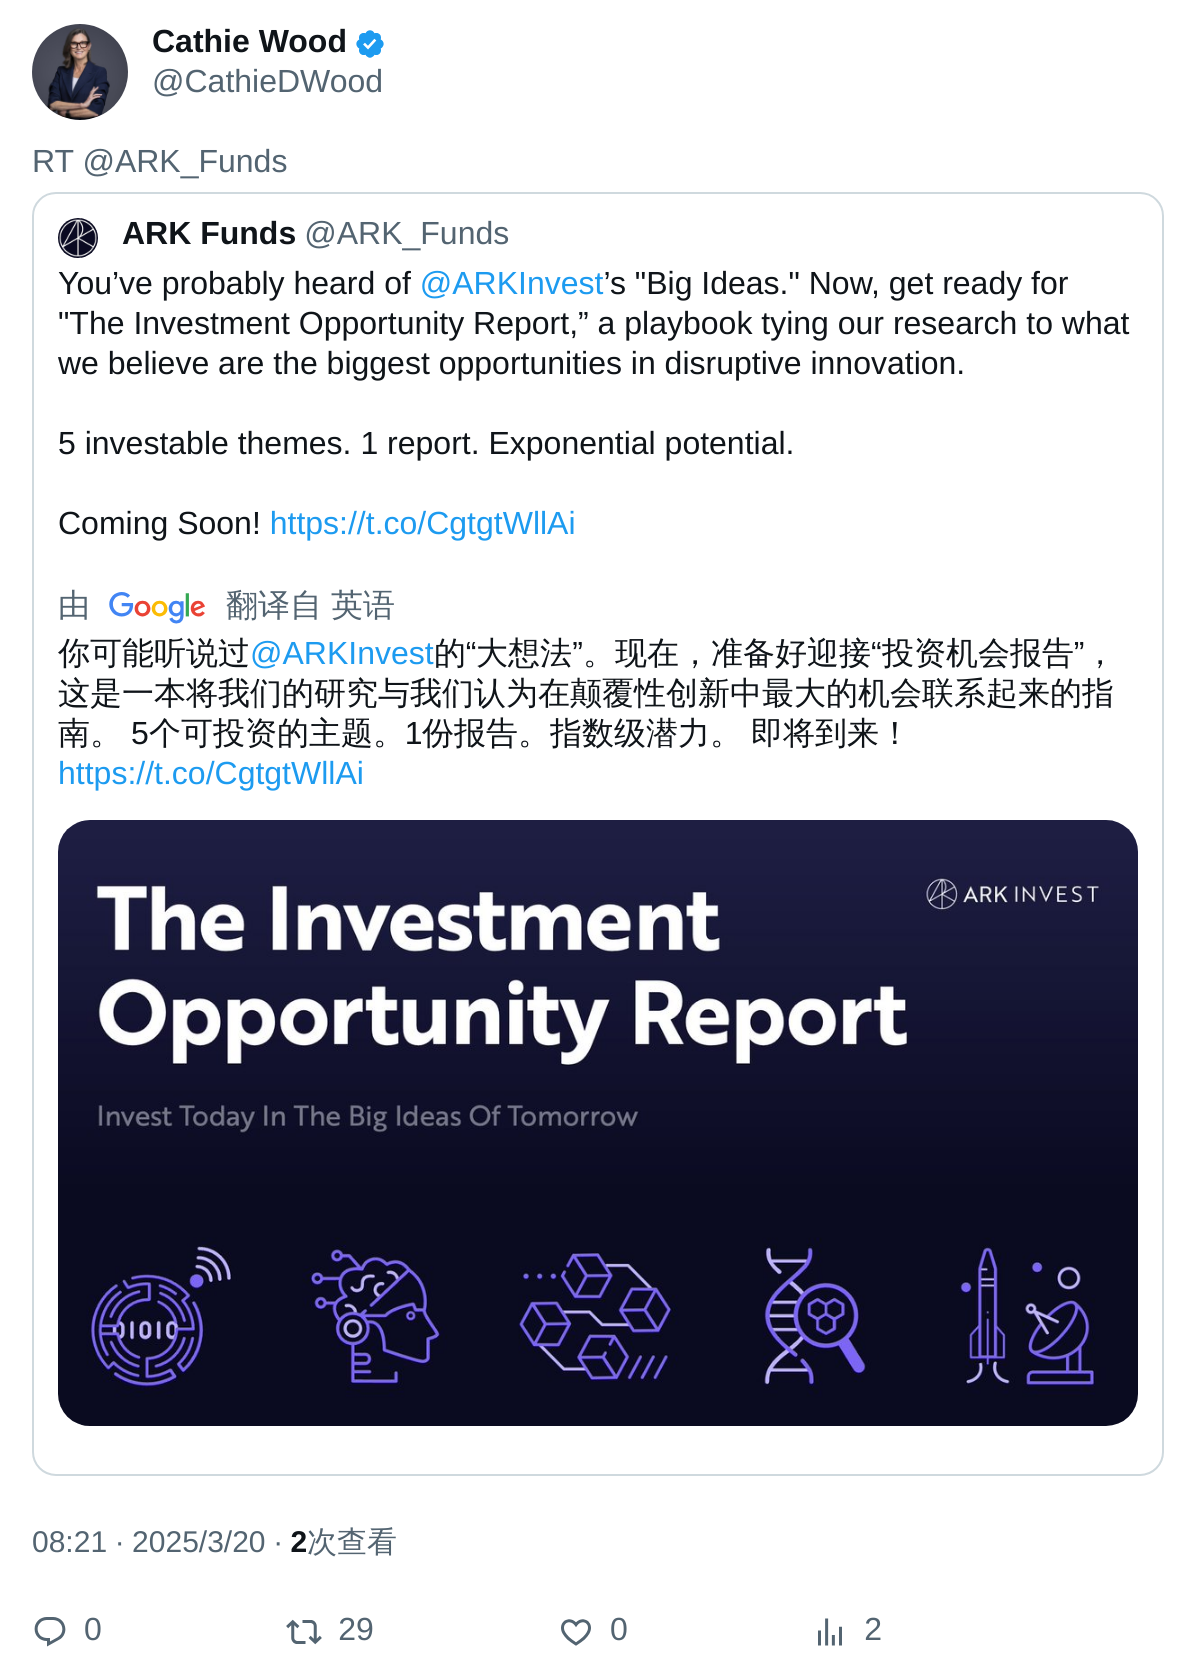 Cathie Wood
@CathieDWood
RT @ARK_Funds
ARK Funds @ARK_Funds
You’ve probably heard of @ARKInvest’s "Big Ideas." Now, get ready for
"The Investment Opportunity Report,” a playbook tying our research to what
we believe are the biggest opportunities in disruptive innovation.
5 investable themes. 1 report. Exponential potential.
Coming Soon! https://t.co/CgtgtWllAi
由 Google 翻译自 英语
你可能听说过@ARKInvest的“大想法”。现在，准备好迎接“投资机会报告”，
这是一本将我们的研究与我们认为在颠覆性创新中最大的机会联系起来的指
南。 5个可投资的主题。1份报告。指数级潜力。 即将到来！
https://t.co/CgtgtWllAi
The Investment
Opportunity Report
ARK INVEST
Invest Today In The Big Ideas Of Tomorrow
01010
08:21 · 2025/3/20 · 2次查看
0 29 0 2